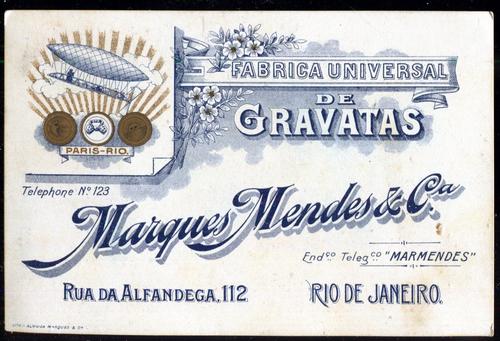 FABRICA UNIVERSAL
DE
GRAVATAS
PARIS-RIO
Telephone Nº 123
Marques Mendes & Cª
Endçº Telegcº "MARMENDES"
RUA DA ALFANDEGA, 112
RIO DE JANEIRO.